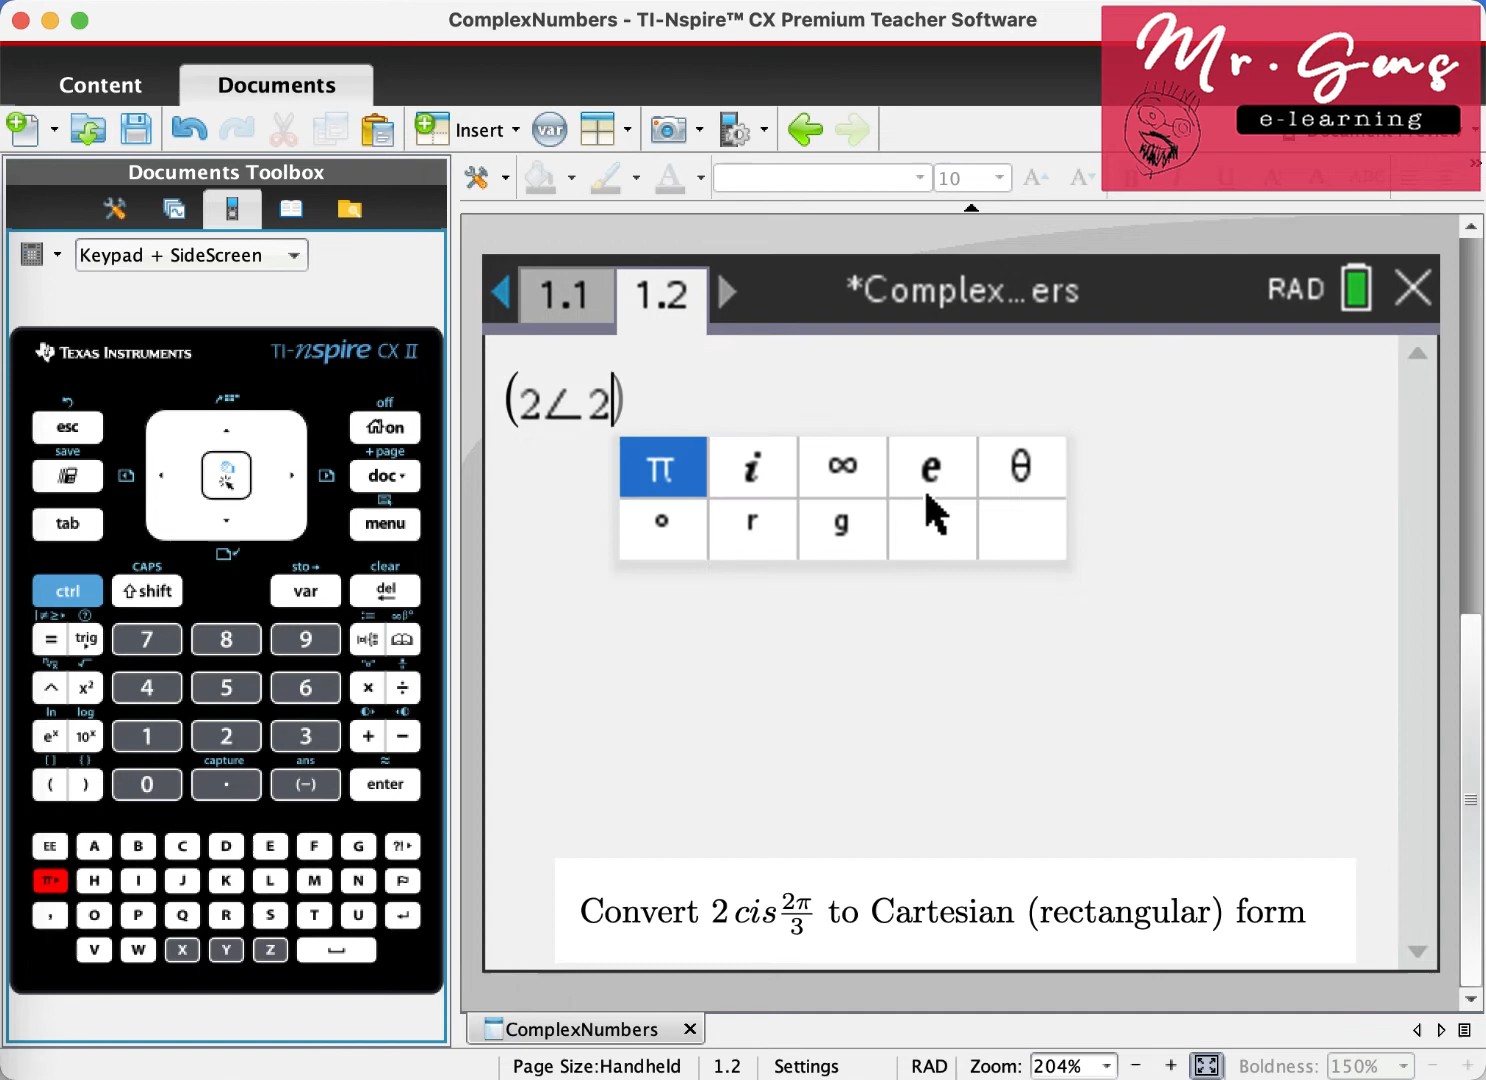 ComplexNumbers - TI-Nspire™ CX Premium Teacher Software
Mr. Gens
e-learning
Content
Documents
Insert
var
Documents Toolbox
10
Keypad + SideScreen
1.1
1.2
*Complex...ers
RAD
TEXAS INSTRUMENTS
TI-nspire CX II
(2∠2)
π i ∞ e θ
° r g
off
esc
on
save
+ page
doc
tab
menu
CAPS
sto→
clear
ctrl
shift
var
del
= trig 7 8 9
^ x² 4 5 6 × ÷
ln log
eˣ 10ˣ 1 2 3 + −
[] {} capture ans ≈
( ) 0 . (−) enter
EE A B C D E F G ?!▸
π▸ H I J K L M N
, O P Q R S T U ↵
V W X Y Z
Convert 2 cis 2π/3 to Cartesian (rectangular) form
ComplexNumbers
Page Size:Handheld
1.2
Settings
RAD
Zoom: 204% − +
Boldness: 150% − +